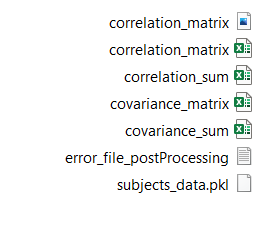 correlation_matrix
correlation_matrix
correlation_sum
covariance_matrix
covariance_sum
error_file_postProcessing
subjects_data.pkl